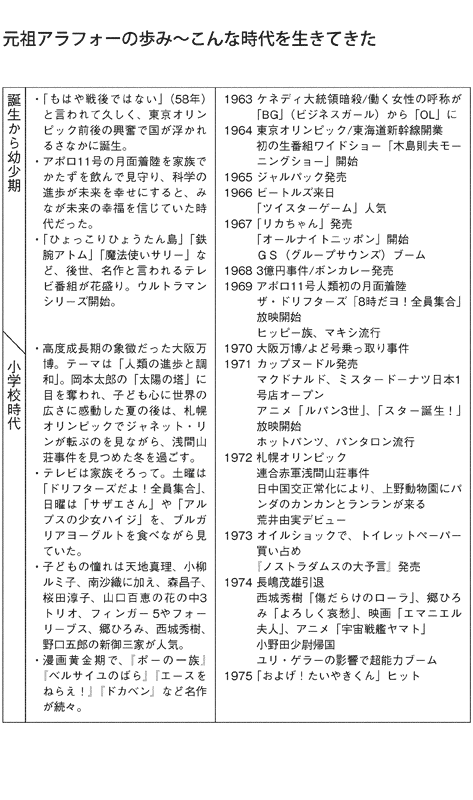 元祖アラフォーの歩み～こんな時代を生きてきた
誕生から幼少期
・「もはや戦後ではない」(58年)
と言われて久しく、東京オリン
ピック前後の興奮で国が浮かれ
るさなかに誕生。
・アポロ11号の月面着陸を家族で
かたずを飲んで見守り、科学の
進歩が未来を幸せにすると、み
なが未来の幸福を信じていた時
代だった。
・「ひょっこりひょうたん島」「鉄
腕アトム」「魔法使いサリー」な
ど、後世、名作と言われるテレ
ビ番組が花盛り。ウルトラマン
シリーズ開始。
1963 ケネディ大統領暗殺/働く女性の呼称が
「BG」(ビジネスガール) から「OL」に
1964 東京オリンピック/東海道新幹線開業
初の生番組ワイドショー「木島則夫モー
ニングショー」開始
1965 ジャルパック発売
1966 ビートルズ来日
「ツイスターゲーム」人気
1967 「リカちゃん」発売
「オールナイトニッポン」開始
ＧＳ（グループサウンズ）ブーム
1968 3億円事件/ボンカレー発売
1969 アポロ11号人類初の月面着陸
ザ・ドリフターズ「8時だヨ！全員集合」
放映開始
ヒッピー族、マキシ流行
小学校時代
・高度成長期の象徴だった大阪万
博。テーマは「人類の進歩と調
和」。岡本太郎の「太陽の塔」に
目を奪われ、子ども心に世界の
広さに感動した夏の後は、札幌
オリンピックでジャネット・リ
ンが転ぶのを見ながら、浅間山
荘事件を見つめた冬を過ごす。
・テレビは家族そろって。土曜は
「ドリフターズだよ！全員集合」、
日曜は「サザエさん」や「アル
プスの少女ハイジ」を、ブルガ
リアヨーグルトを食べながら見
ていた。
・子どもの憧れは天地真理、小柳
ルミ子、南沙織に加え、森昌子、
桜田淳子、山口百恵の花の中3
トリオ、フィンガー5やフォー
リーブス、郷ひろみ、西城秀樹、
野口五郎の新御三家が人気。
・漫画黄金期で、『ポーの一族』
『ベルサイユのばら』『エースを
ねらえ！』『ドカベン』など名作
が続々。
1970 大阪万博/よど号乗っ取り事件
1971 カップヌードル発売
マクドナルド、ミスタードーナツ日本1
号店オープン
アニメ「ルパン3世」、「スター誕生！」
放映開始
ホットパンツ、パンタロン流行
1972 札幌オリンピック
連合赤軍浅間山荘事件
日中国交正常化により、上野動物園にパ
ンダのカンカンとランランが来る
荒井由実デビュー
1973 オイルショックで、トイレットペーパー
買い占め
『ノストラダムスの大予言』発売
1974 長嶋茂雄引退
西城秀樹「傷だらけのローラ」、郷ひろ
み「よろしく哀愁」、映画「エマニエル
夫人」、アニメ「宇宙戦艦ヤマト」
小野田少尉帰国
ユリ・ゲラーの影響で超能力ブーム
1975 「およげ！たいやきくん」ヒット